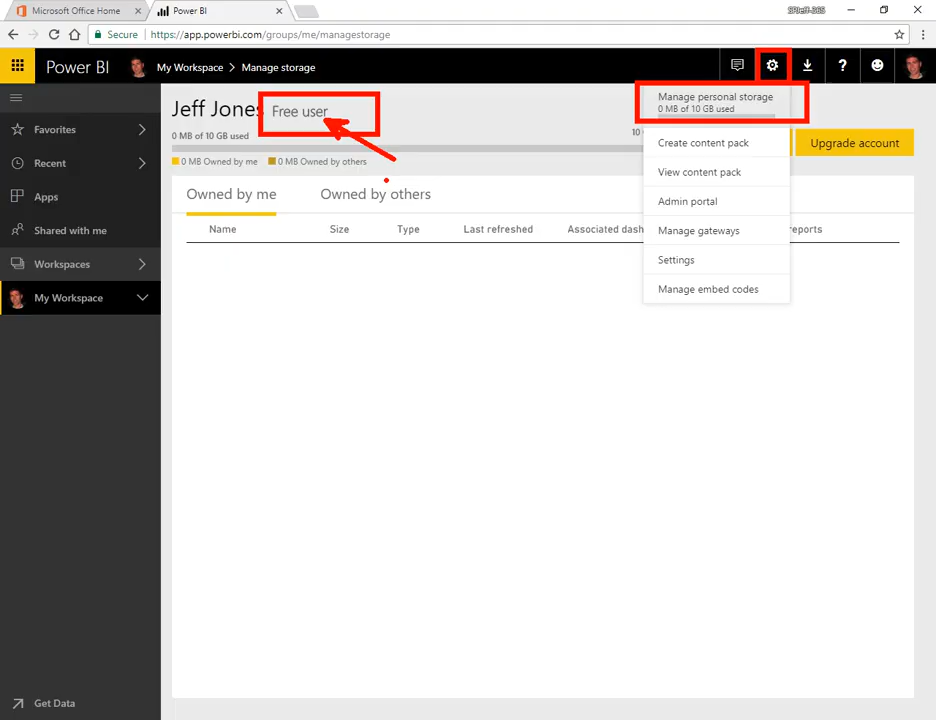 Microsoft Office Home
Power BI
SPJeff-365
Secure
https://app.powerbi.com/groups/me/managestorage
Power BI
My Workspace > Manage storage
?
Favorites
Recent
Apps
Shared with me
Workspaces
My Workspace
Get Data
Jeff Jones
Free user
0 MB of 10 GB used
10
0 MB Owned by me
0 MB Owned by others
Upgrade account
Owned by me
Owned by others
Name
Size
Type
Last refreshed
Associated dash
reports
Manage personal storage
0 MB of 10 GB used
Create content pack
View content pack
Admin portal
Manage gateways
Settings
Manage embed codes